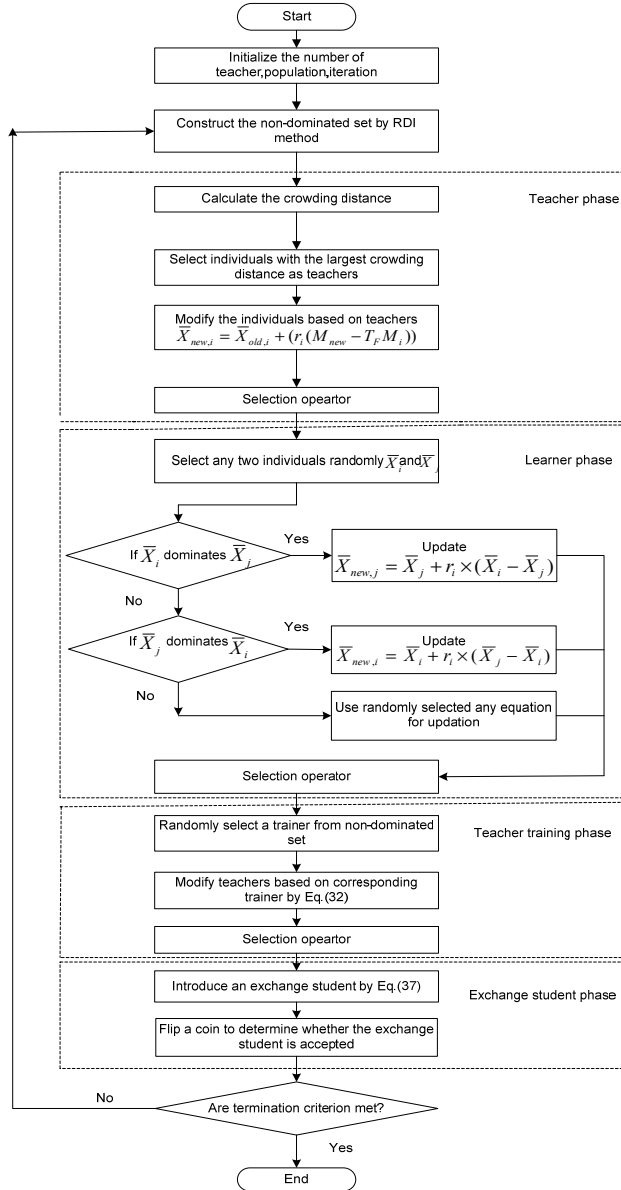 Start
Initialize the number of
teacher,population,iteration
Construct the non-dominated set by RDI
method
Calculate the crowding distance
Teacher phase
Select individuals with the largest crowding
distance as teachers
Modify the individuals based on teachers
X̅new,i = X̅old,i + (ri(Mnew − TF Mi))
Selection opeartor
Select any two individuals randomly X̅i and X̅j
Learner phase
If X̅i dominates X̅j
Yes
Update
X̅new,j = X̅j + ri × (X̅i − X̅j)
No
If X̅j dominates X̅i
Yes
Update
X̅new,i = X̅i + ri × (X̅j − X̅i)
No
Use randomly selected any equation
for updation
Selection operator
Randomly select a trainer from non-dominated
set
Teacher training phase
Modify teachers based on corresponding
trainer by Eq.(32)
Selection opeartor
Introduce an exchange student by Eq.(37)
Exchange student phase
Flip a coin to determine whether the exchange
student is accepted
No
Are termination criterion met?
Yes
End